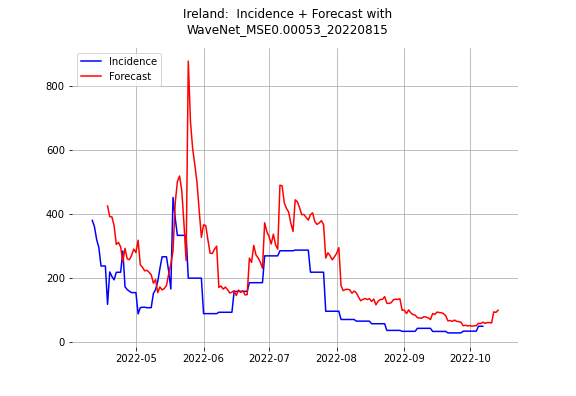 Ireland:  Incidence + Forecast with
WaveNet_MSE0.00053_20220815
Incidence
Forecast
800
600
400
200
0
2022-05 2022-06 2022-07 2022-08 2022-09 2022-10